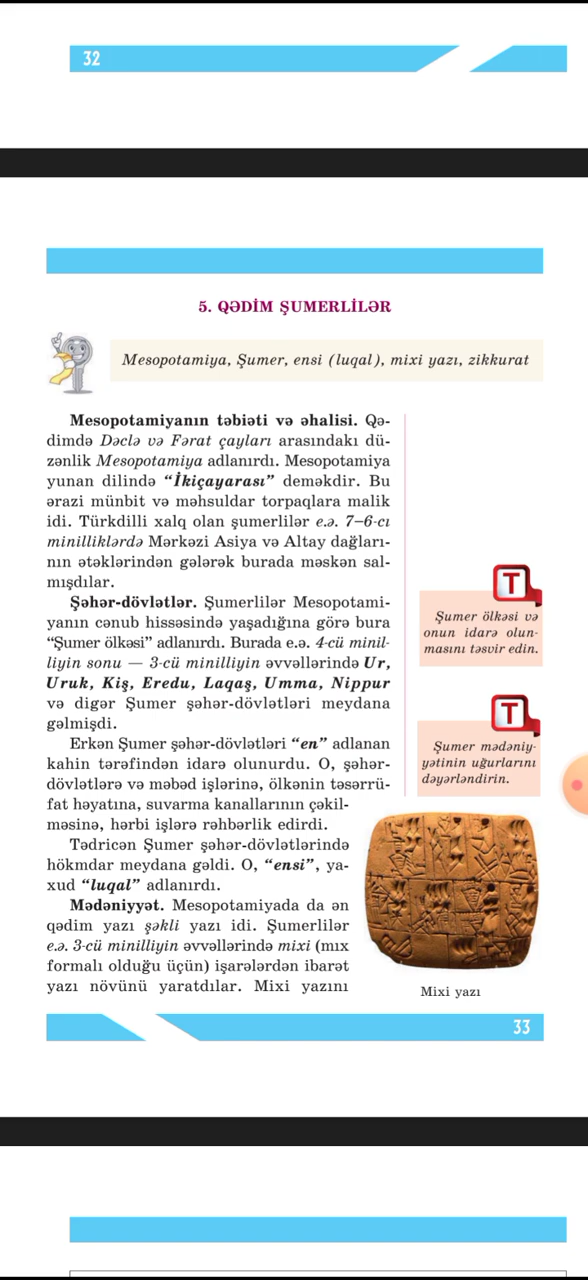 32
5. QƏDİM ŞUMERLİLƏR
Mesopotamiya, Şumer, ensi (luqal), mixi yazı, zikkurat
Mesopotamiyanın təbiəti və əhalisi. Qə-
dimdə Dəclə və Fərat çayları arasındakı dü-
zənlik Mesopotamiya adlanırdı. Mesopotamiya
yunan dilində “İkiçayarası” deməkdir. Bu
ərazi münbit və məhsuldar torpaqlara malik
idi. Türkdilli xalq olan şumerlilər e.ə. 7–6-cı
minilliklərdə Mərkəzi Asiya və Altay dağları-
nın ətəklərindən gələrək burada məskən sal-
mışdılar.
Şəhər-dövlətlər. Şumerlilər Mesopotami-
yanın cənub hissəsində yaşadığına görə bura
“Şumer ölkəsi” adlanırdı. Burada e.ə. 4-cü minil-
liyin sonu — 3-cü minilliyin əvvəllərində Ur,
Uruk, Kiş, Eredu, Laqaş, Umma, Nippur
və digər Şumer şəhər-dövlətləri meydana
gəlmişdi.
Erkən Şumer şəhər-dövlətləri “en” adlanan
kahin tərəfindən idarə olunurdu. O, şəhər-
dövlətlərə və məbəd işlərinə, ölkənin təsərrü-
fat həyatına, suvarma kanallarının çəkil-
məsinə, hərbi işlərə rəhbərlik edirdi.
Tədricən Şumer şəhər-dövlətlərində
hökmdar meydana gəldi. O, “ensi”, ya-
xud “luqal” adlanırdı.
Mədəniyyət. Mesopotamiyada da ən
qədim yazı şəkli yazı idi. Şumerlilər
e.ə. 3-cü minilliyin əvvəllərində mixi (mıx
formalı olduğu üçün) işarələrdən ibarət
yazı növünü yaratdılar. Mixi yazını
T
Şumer ölkəsi və
onun idarə olun-
masını təsvir edin.
T
Şumer mədəniy-
yətinin uğurlarını
dəyərləndirin.
Mixi yazı
33